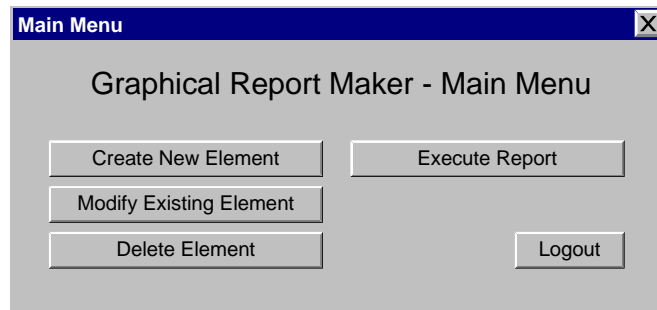 Main Menu X
Graphical Report Maker - Main Menu
Create New Element Execute Report
Modify Existing Element
Delete Element Logout